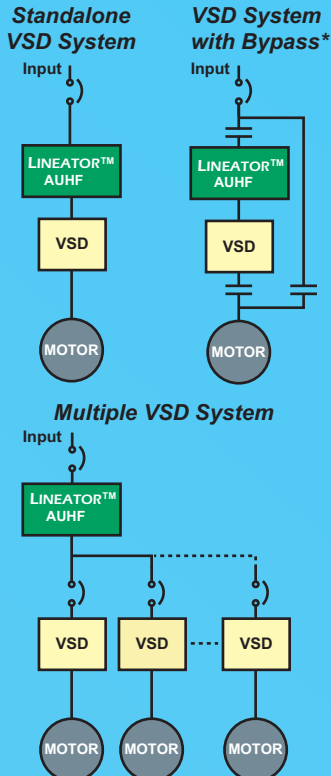 Standalone
VSD System
Input
LINEATOR™
AUHF
VSD
MOTOR
VSD System
with Bypass*
Input
LINEATOR™
AUHF
VSD
MOTOR
Multiple VSD System
Input
LINEATOR™
AUHF
VSD VSD VSD
MOTOR MOTOR MOTOR